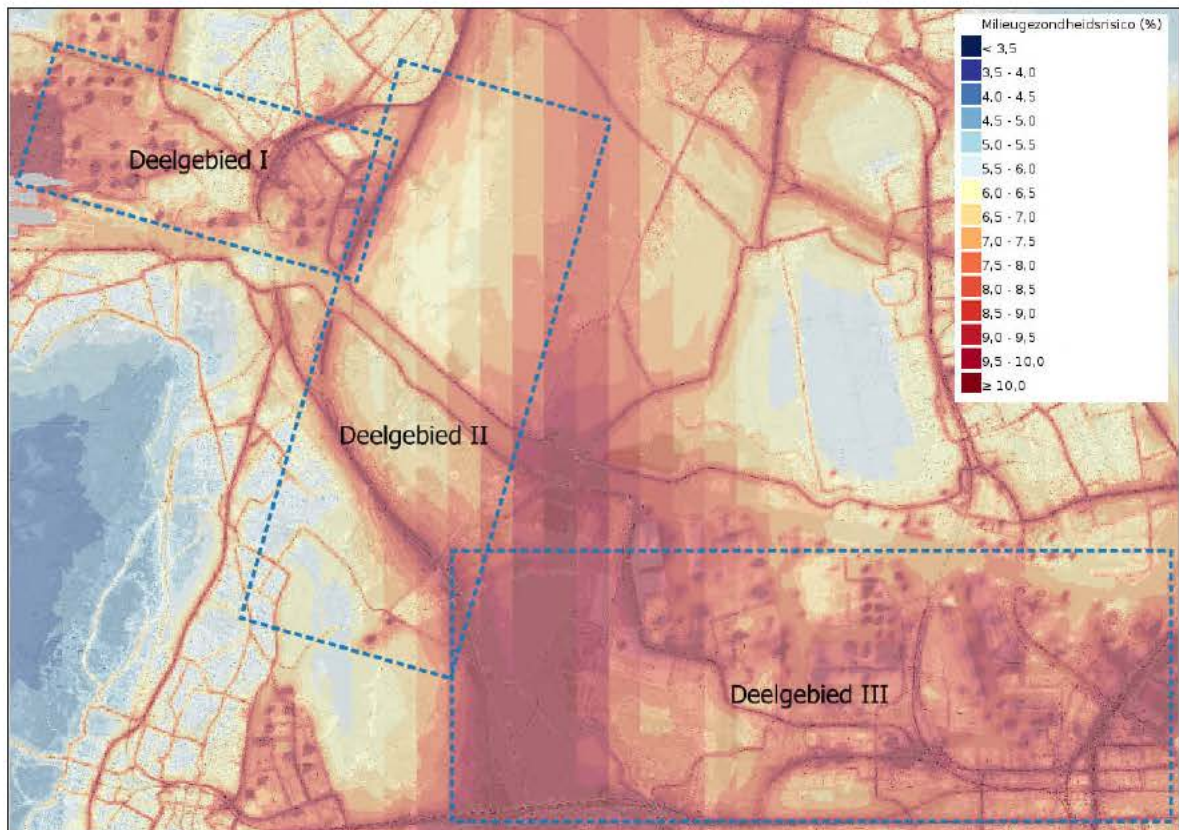 Milieugezondheidsrisico (%)
< 3,5
3,5 - 4,0
4.0 - 4,5
4.5 - 5,0
5,0 - 5,5
5,5 - 6,0
6,0 - 6,5
6,5 - 7,0
7,0 - 7,5
7,5 - 8,0
8,0 - 8,5
8,5 - 9,0
9,0 - 9,5
9,5 - 10,0
≥ 10,0
Deelgebied I
Deelgebied II
Deelgebied III